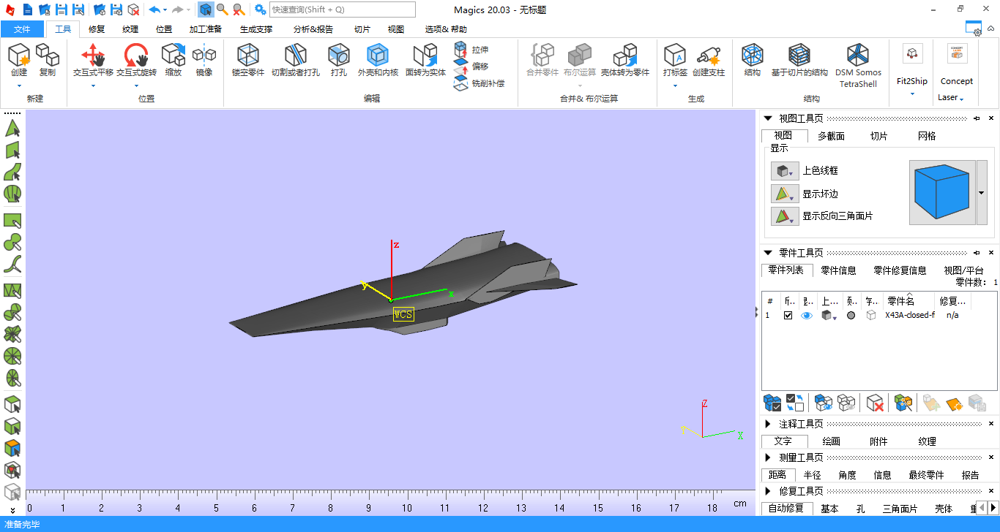 快速查询(Shift + Q)
Magics 20.03 - 无标题
文件 工具 修复 纹理 位置 加工准备 生成支撑 分析&报告 切片 视图 选项& 帮助
创建 复制 交互式平移 交互式旋转 缩放 镜像 镂空零件 切割或者打孔 打孔 外壳和内核 面转为实体
拉伸
偏移
铣削补偿
合并零件 布尔运算 壳体转为零件 打标签 创建支柱 结构 基于切片的结构 DSM Somos TetraShell Fit2Ship
CONCEPT LASER
Concept Laser
新建 位置 编辑 合并& 布尔运算 生成 结构
视图工具页
视图 多截面 切片 网格
显示
上色线框
显示坏边
显示反向三角面片
零件工具页
零件列表 零件信息 零件修复信息 视图/平台
零件数: 1
# 上... 零件名 修复...
1 X43A-closed-f n/a
注释工具页
文字 绘画 附件 纹理
测量工具页
距离 半径 角度 信息 最终零件 报告
修复工具页
自动修复 基本 孔 三角面片 壳体
z
y
x
WCS
Z
Y
X
0 1 2 3 4 5 6 7 8 9 10 11 12 13 14 15 16 17 18 cm
准备完毕